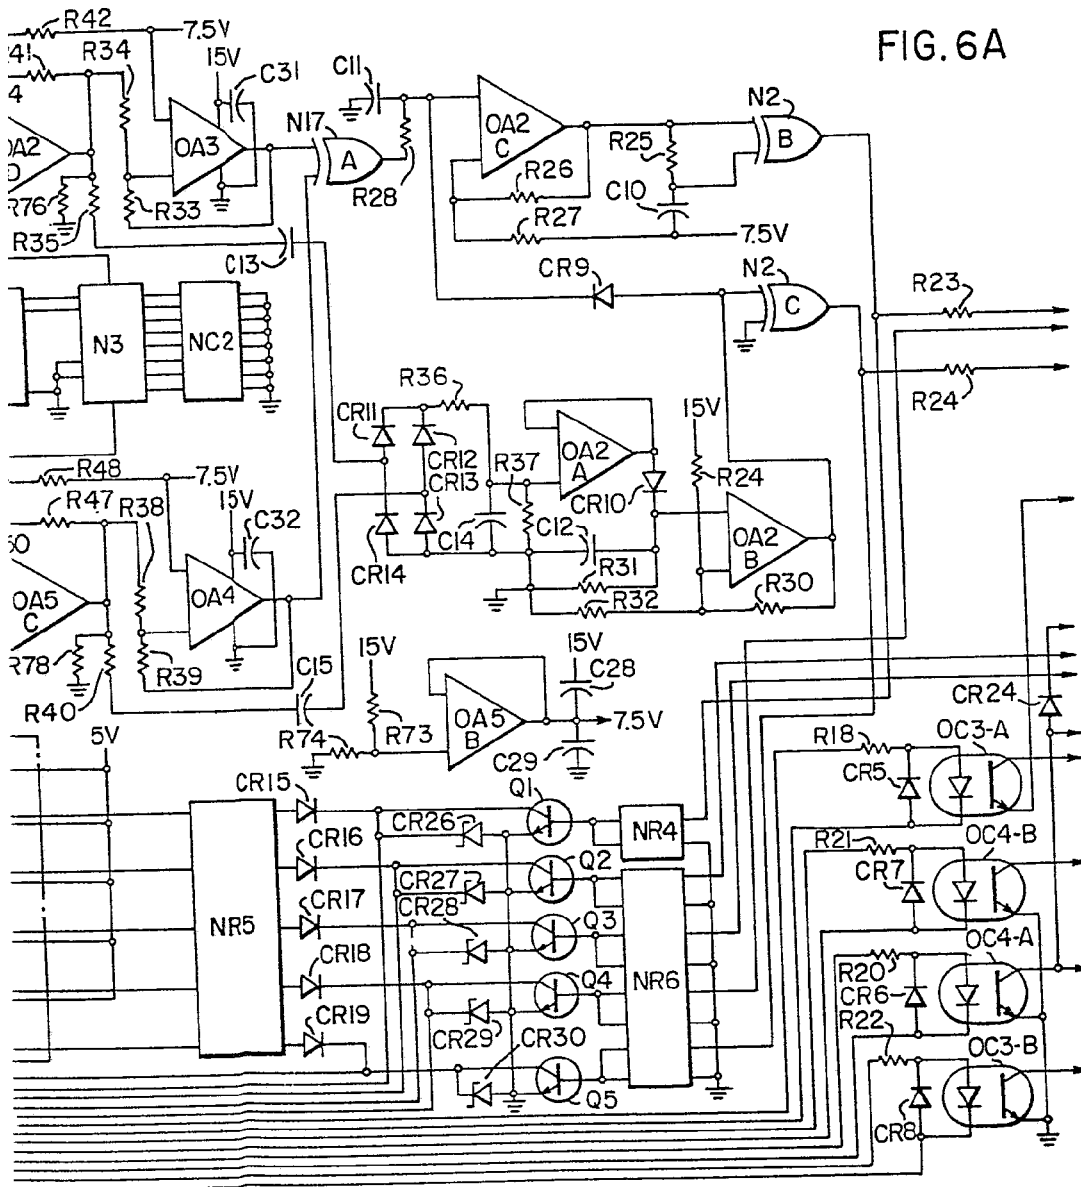 R42
7.5V
FIG. 6A
41
R34
15V
C31
C11
4
N17
N2
OA2
OA3
OA2
C
R25
B
A
R28
R76
R33
R26
C10
R35
R27
7.5V
C13
CR9
N2
C
R23
N3
NC2
R24
R36
CR11
15V
CR12
OA2
A
R37
R24
R48
7.5V
CR13
CR10
R47
R38
15V
C32
C14
C12
OA2
B
60
CR14
R31
R30
OA5
C
OA4
R32
R78
R39
C15
15V
15V
C28
R40
R73
OA5
B
7.5V
CR24
5V
R74
C29
R18
OC3-A
CR15
Q1
CR5
CR26
NR4
R21
OC4-B
CR16
Q2
CR27
CR7
CR17
CR28
Q3
NR5
OC4-A
CR18
Q4
NR6
R20
CR6
CR29
CR19
CR30
R22
OC3-B
Q5
CR8